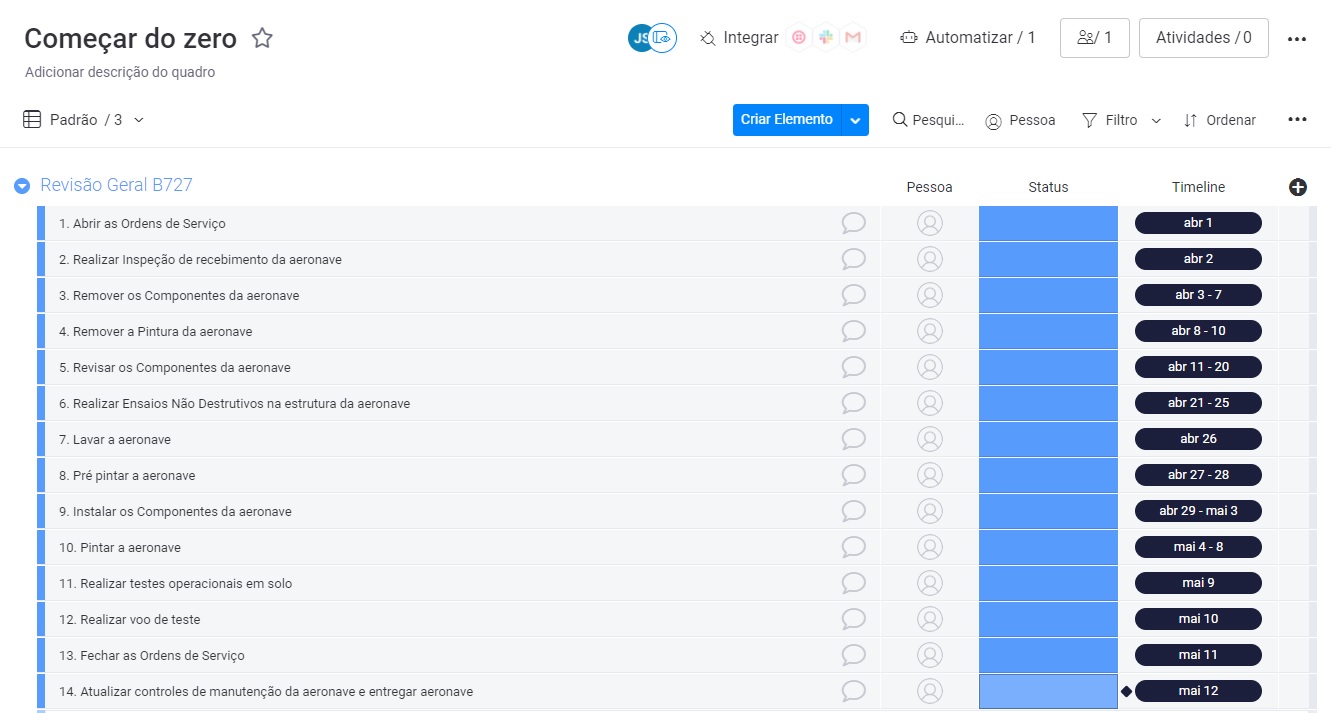 Começar do zero
JS Integrar Automatizar / 1 / 1 Atividades / 0
Adicionar descrição do quadro
Padrão / 3 Criar Elemento Pesqui... Pessoa Filtro Ordenar
Revisão Geral B727 Pessoa Status Timeline
1. Abrir as Ordens de Serviço abr 1
2. Realizar Inspeção de recebimento da aeronave abr 2
3. Remover os Componentes da aeronave abr 3 - 7
4. Remover a Pintura da aeronave abr 8 - 10
5. Revisar os Componentes da aeronave abr 11 - 20
6. Realizar Ensaios Não Destrutivos na estrutura da aeronave abr 21 - 25
7. Lavar a aeronave abr 26
8. Pré pintar a aeronave abr 27 - 28
9. Instalar os Componentes da aeronave abr 29 - mai 3
10. Pintar a aeronave mai 4 - 8
11. Realizar testes operacionais em solo mai 9
12. Realizar voo de teste mai 10
13. Fechar as Ordens de Serviço mai 11
14. Atualizar controles de manutenção da aeronave e entregar aeronave mai 12